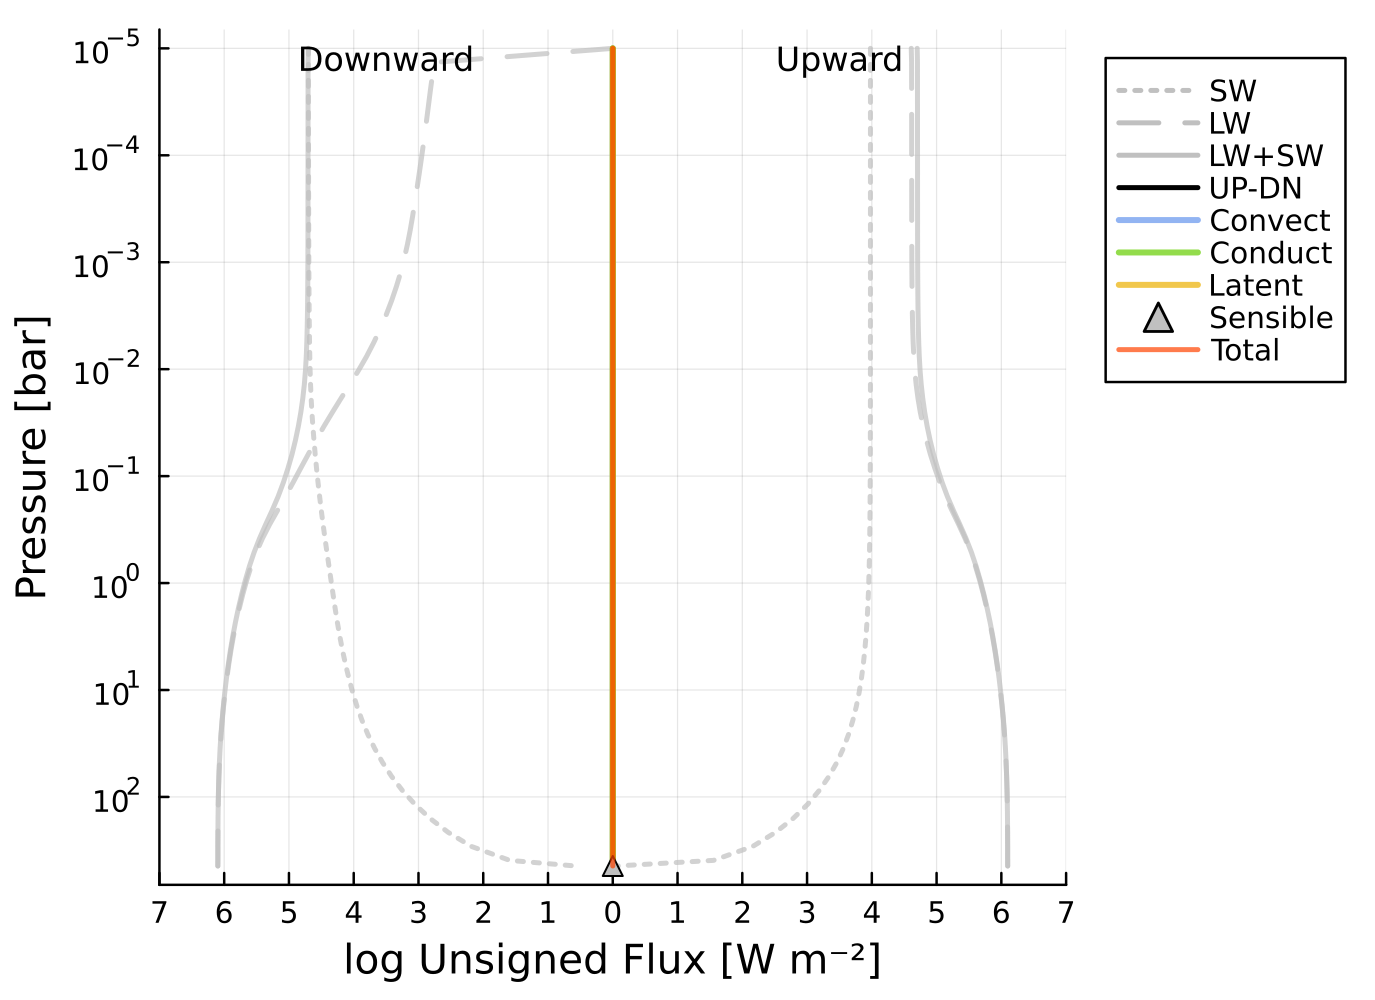 Downward Upward
10⁻⁵
10⁻⁴
10⁻³
10⁻²
10⁻¹
10⁰
10¹
10²
Pressure [bar]
7 6 5 4 3 2 1 0 1 2 3 4 5 6 7
log Unsigned Flux [W m⁻²]
SW
LW
LW+SW
UP-DN
Convect
Conduct
Latent
Sensible
Total